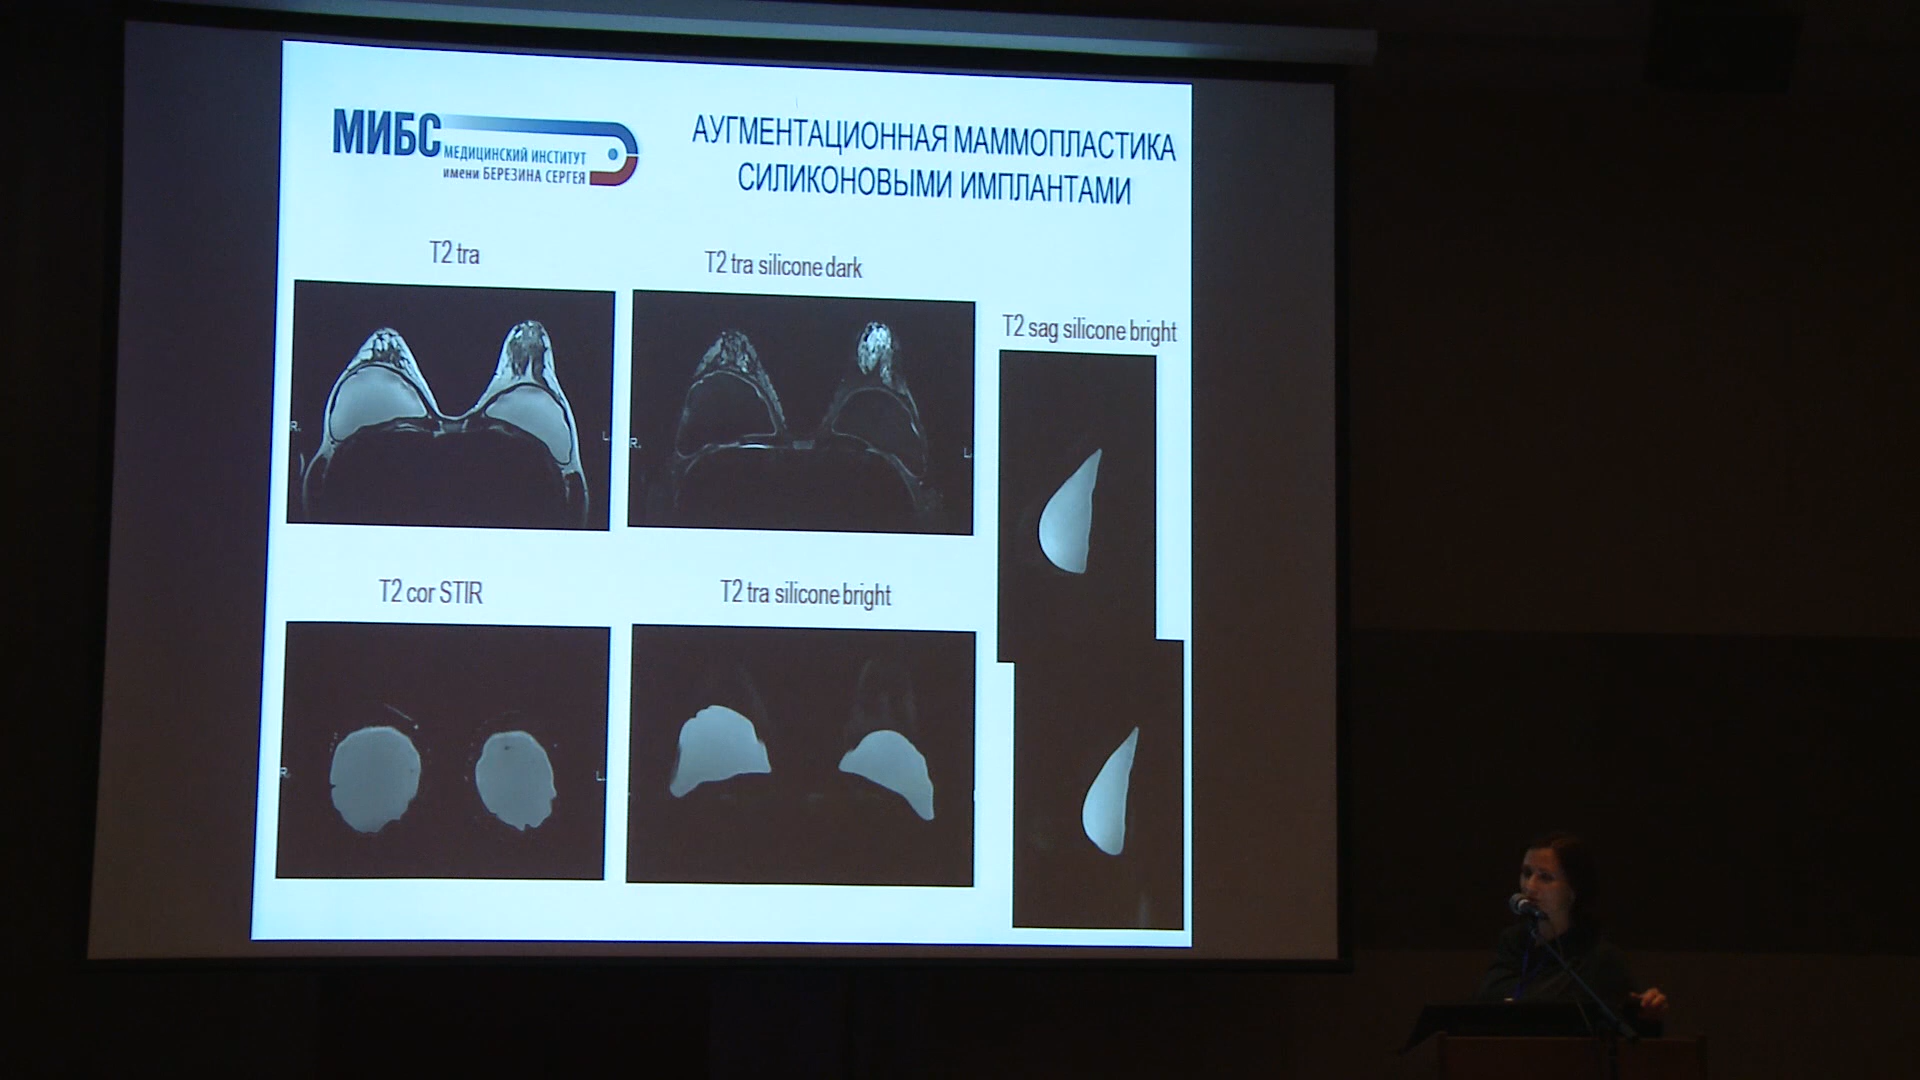 МИБС
МЕДИЦИНСКИЙ ИНСТИТУТ
имени БЕРЕЗИНА СЕРГЕЯ
АУГМЕНТАЦИОННАЯ МАММОПЛАСТИКА
СИЛИКОНОВЫМИ ИМПЛАНТАМИ
T2 tra
T2 tra silicone dark
T2 sag silicone bright
R
L
R
L
T2 cor STIR
T2 tra silicone bright
R
L